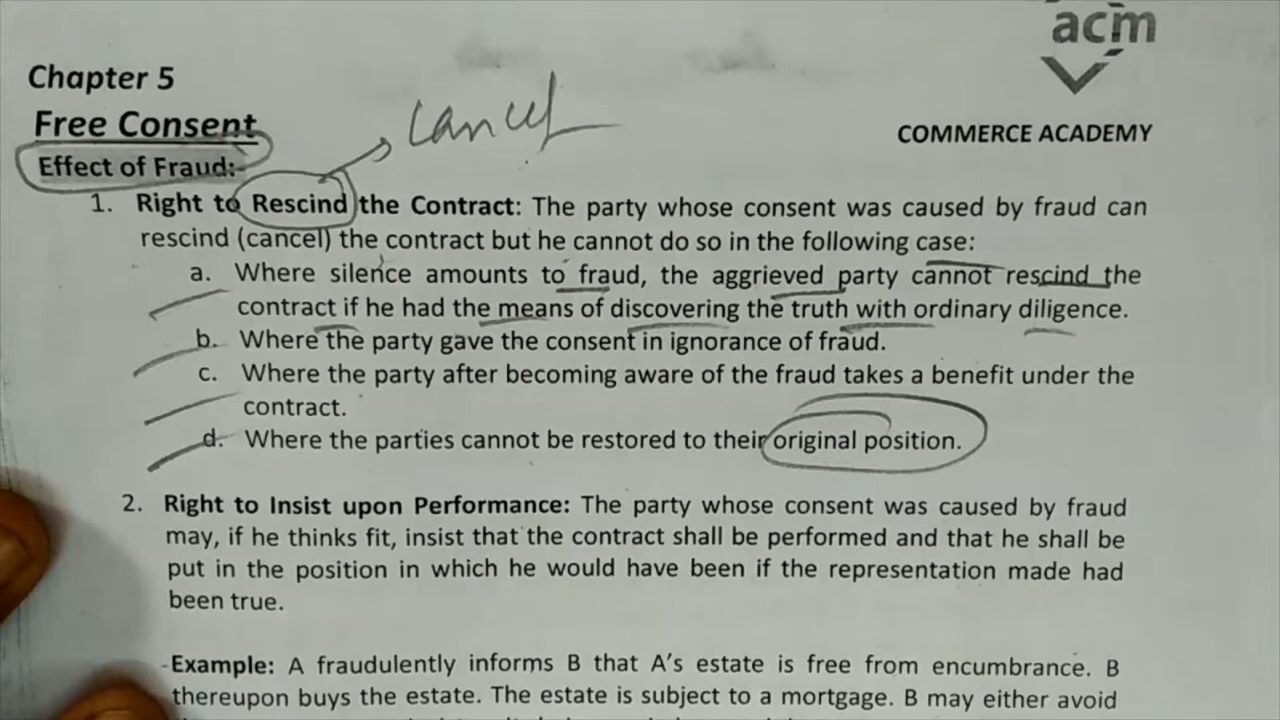 acm
Chapter 5
cancel
Free Consent
COMMERCE ACADEMY
Effect of Fraud:-
1. Right to Rescind the Contract: The party whose consent was caused by fraud can
rescind (cancel) the contract but he cannot do so in the following case:
a. Where silence amounts to fraud, the aggrieved party cannot rescind the
contract if he had the means of discovering the truth with ordinary diligence.
b. Where the party gave the consent in ignorance of fraud.
c. Where the party after becoming aware of the fraud takes a benefit under the
contract.
d. Where the parties cannot be restored to their original position.
2. Right to Insist upon Performance: The party whose consent was caused by fraud
may, if he thinks fit, insist that the contract shall be performed and that he shall be
put in the position in which he would have been if the representation made had
been true.
Example: A fraudulently informs B that A's estate is free from encumbrance. B
thereupon buys the estate. The estate is subject to a mortgage. B may either avoid